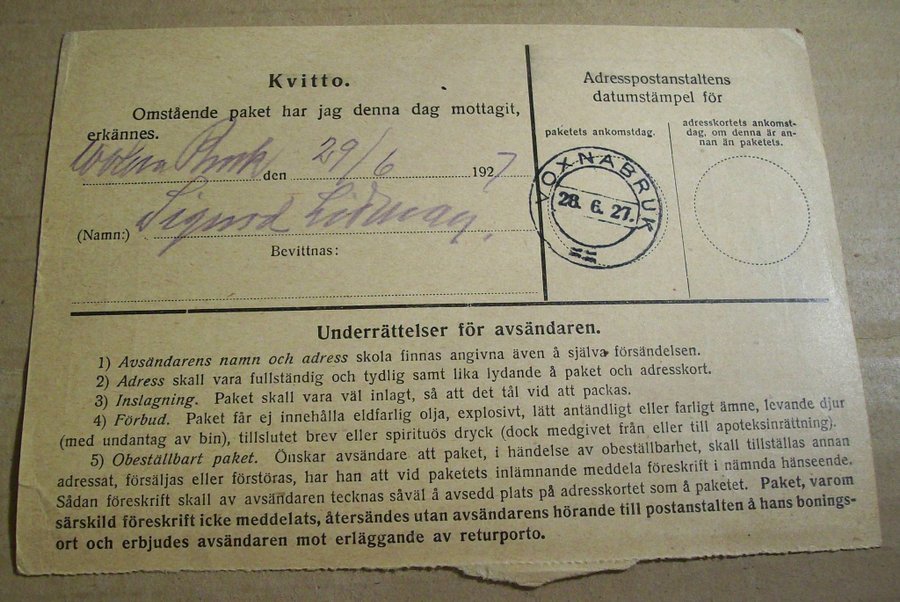 Kvitto.
Omstående paket har jag denna dag mottagit,
erkännes.
Voxna Bruk den 29/6 1927
(Namn:) Sigurd Lidman
Bevittnas:
Adresspostanstaltens
datumstämpel för
paketets ankomstdag.
adresskortets ankomst-
dag, om denna är an-
nan än paketets.
VOXNABRUK
28. 6. 27.
Underrättelser för avsändaren.
1) Avsändarens namn och adress skola finnas angivna även å själva försändelsen.
2) Adress skall vara fullständig och tydlig samt lika lydande å paket och adresskort.
3) Inslagning. Paket skall vara väl inlagt, så att det tål vid att packas.
4) Förbud. Paket får ej innehålla eldfarlig olja, explosivt, lätt antändligt eller farligt ämne, levande djur
(med undantag av bin), tillslutet brev eller spirituös dryck (dock medgivet från eller till apoteksinrättning).
5) Obeställbart paket. Önskar avsändare att paket, i händelse av obeställbarhet, skall tillställas annan
adressat, försäljas eller förstöras, har han att vid paketets inlämnande meddela föreskrift i nämnda hänseende.
Sådan föreskrift skall av avsändaren tecknas såväl å avsedd plats på adresskortet som å paketet. Paket, varom
särskild föreskrift icke meddelats, återsändes utan avsändarens hörande till postanstalten å hans bonings-
ort och erbjudes avsändaren mot erläggande av returporto.